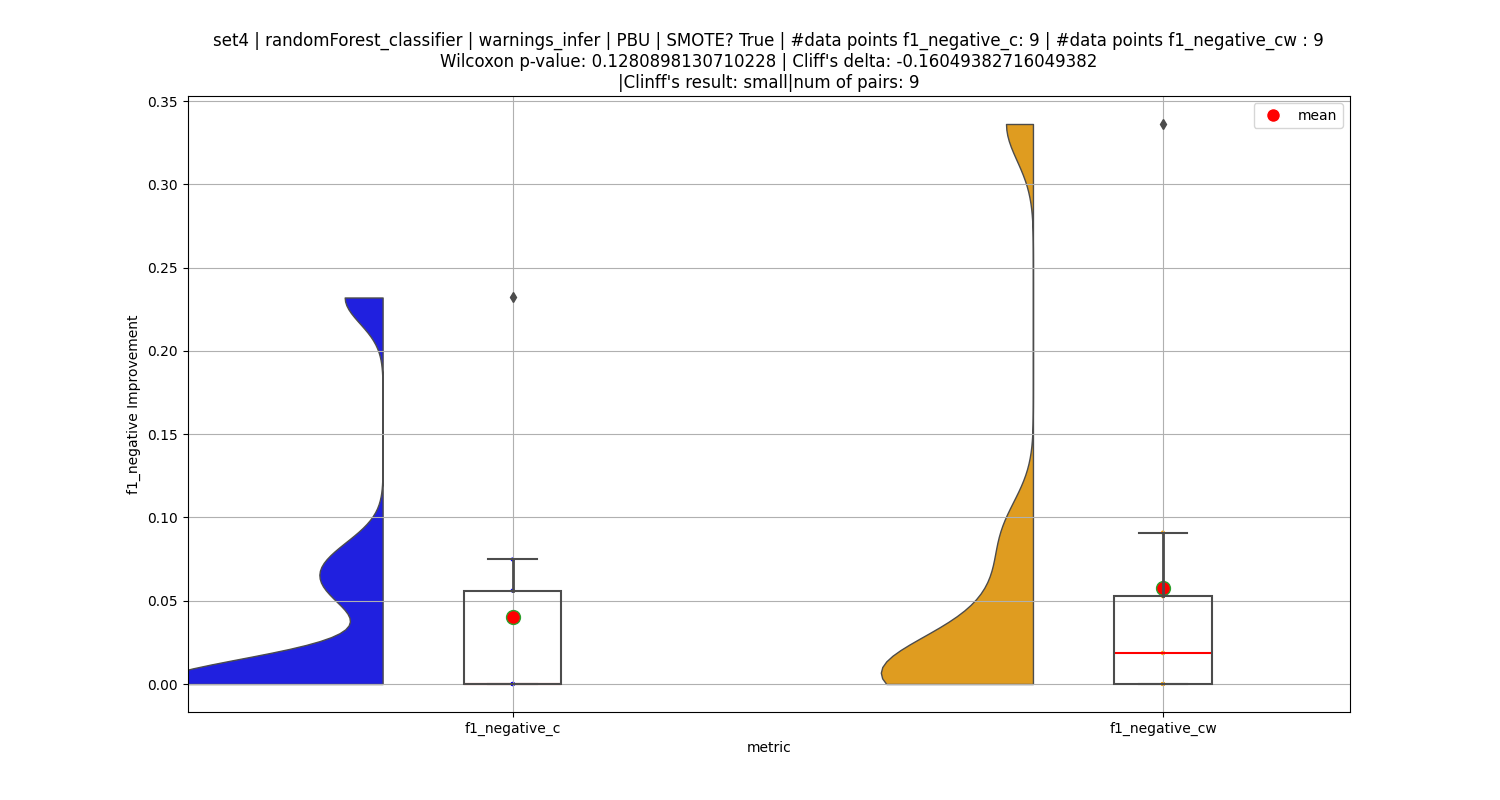 set4 | randomForest_classifier | warnings_infer | PBU | SMOTE? True | #data points f1_negative_c: 9 | #data points f1_negative_cw : 9
Wilcoxon p-value: 0.1280898130710228 | Cliff's delta: -0.16049382716049382
|Clinff's result: small|num of pairs: 9
mean
0.35
0.30
0.25
0.20
0.15
0.10
0.05
0.00
f1_negative Improvement
f1_negative_c
f1_negative_cw
metric